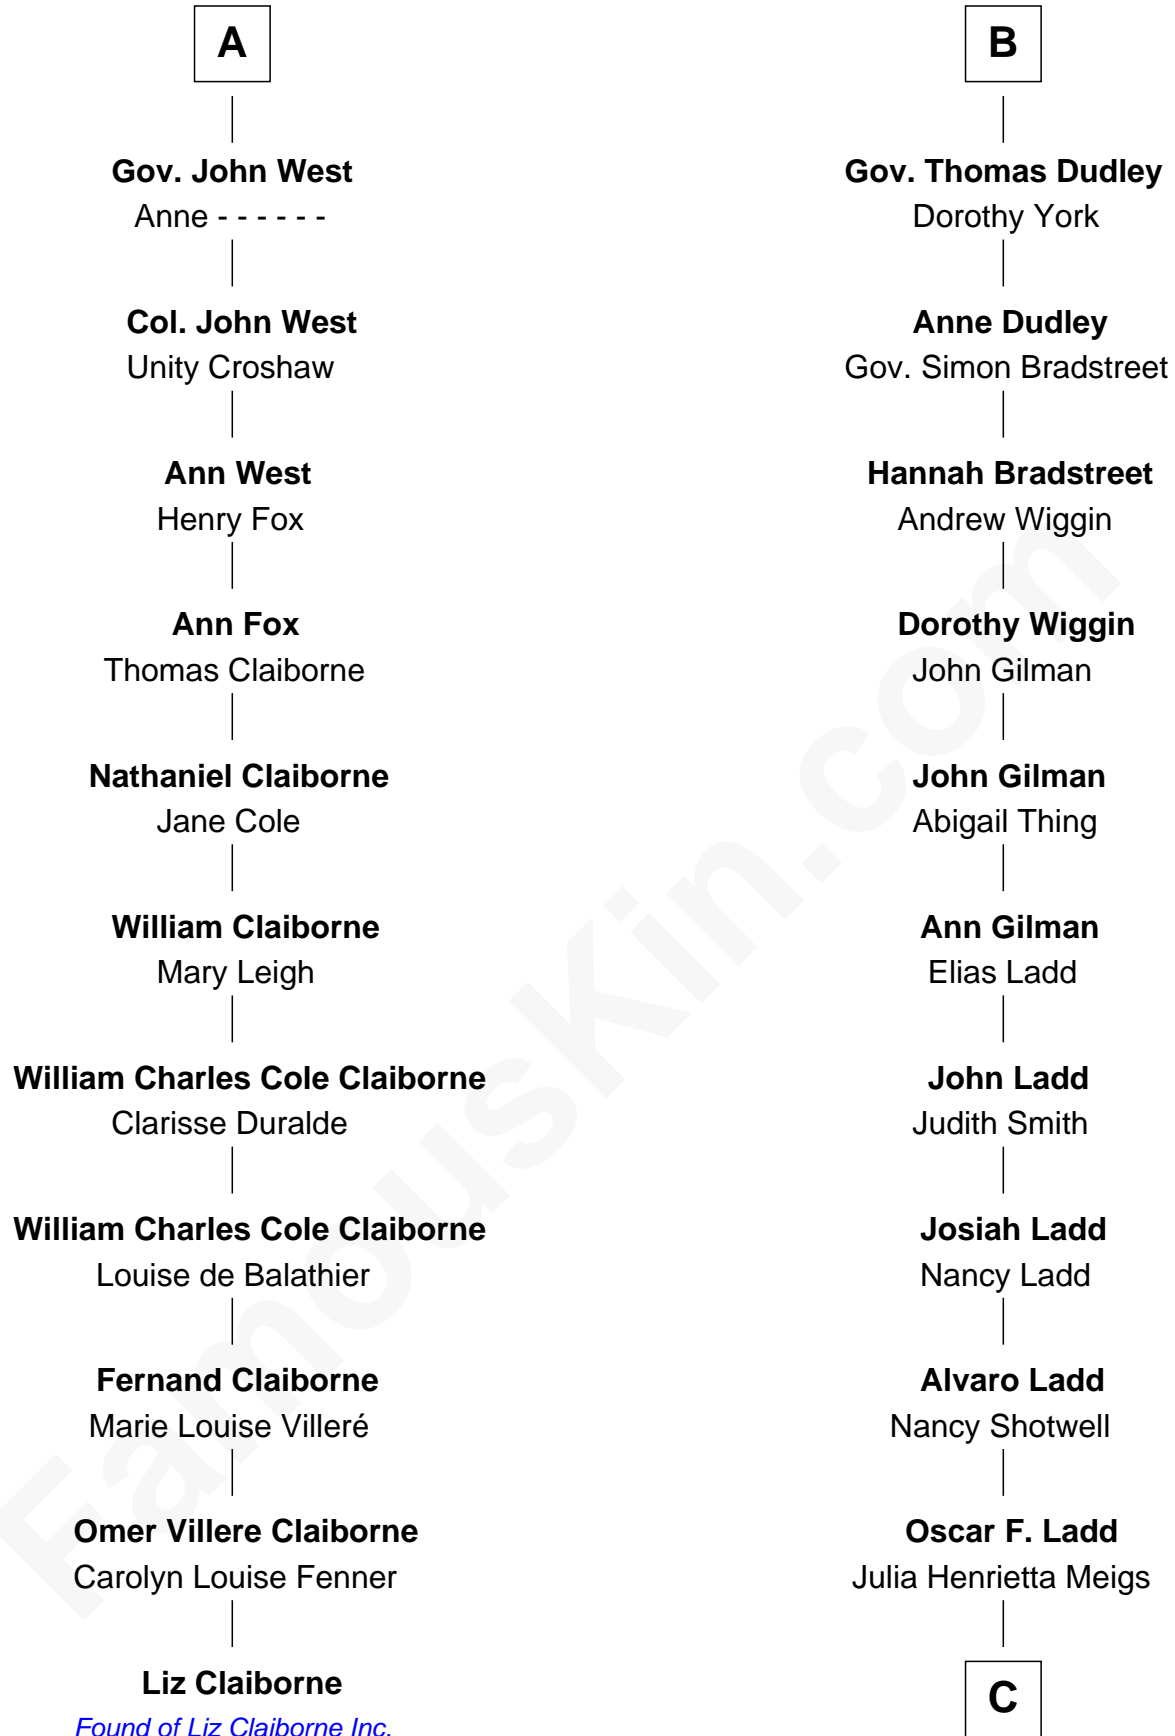 A
Gov. John West
Anne - - - - - -
Col. John West
Unity Croshaw
Ann West
Henry Fox
Ann Fox
Thomas Claiborne
Nathaniel Claiborne
Jane Cole
William Claiborne
Mary Leigh
William Charles Cole Claiborne
Clarisse Duralde
William Charles Cole Claiborne
Louise de Balathier
Fernand Claiborne
Marie Louise Villeré
Omer Villere Claiborne
Carolyn Louise Fenner
Liz Claiborne
Found of Liz Claiborne Inc.
B
Gov. Thomas Dudley
Dorothy York
Anne Dudley
Gov. Simon Bradstreet
Hannah Bradstreet
Andrew Wiggin
Dorothy Wiggin
John Gilman
John Gilman
Abigail Thing
Ann Gilman
Elias Ladd
John Ladd
Judith Smith
Josiah Ladd
Nancy Ladd
Alvaro Ladd
Nancy Shotwell
Oscar F. Ladd
Julia Henrietta Meigs
C
FamousKin.com